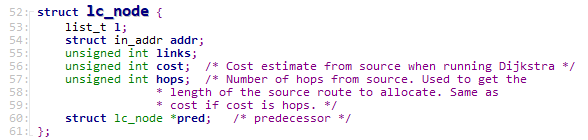 52: struct lc_node {
53:     list_t l;
54:     struct in_addr addr;
55:     unsigned int links;
56:     unsigned int cost;  /* Cost estimate from source when running Dijkstra */
57:     unsigned int hops;  /* Number of hops from source. Used to get the
58:                          * length of the source route to allocate. Same as
59:                          * cost if cost is hops. */
60:     struct lc_node *pred;   /* predecessor */
61: };